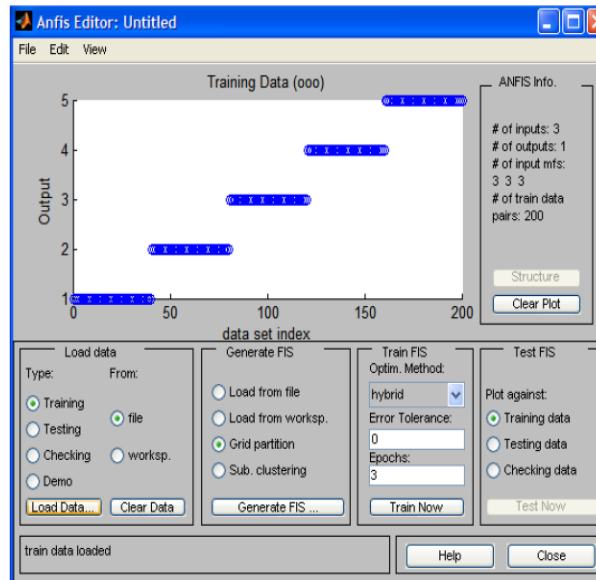 Anfis Editor: Untitled
File Edit View
Training Data (ooo)
Output
5
4
3
2
1
0 50 100 150 200
data set index
ANFIS Info.
# of inputs: 3
# of outputs: 1
# of input mfs:
3 3 3
# of train data
pairs: 200
Structure
Clear Plot
Load data
Type: From:
Training
file
Testing
Checking
worksp.
Demo
Load Data...
Clear Data
Generate FIS
Load from file
Load from worksp.
Grid partition
Sub. clustering
Generate FIS ...
Train FIS
Optim. Method:
hybrid
Error Tolerance:
0
Epochs:
3
Train Now
Test FIS
Plot against:
Training data
Testing data
Checking data
Test Now
train data loaded
Help
Close